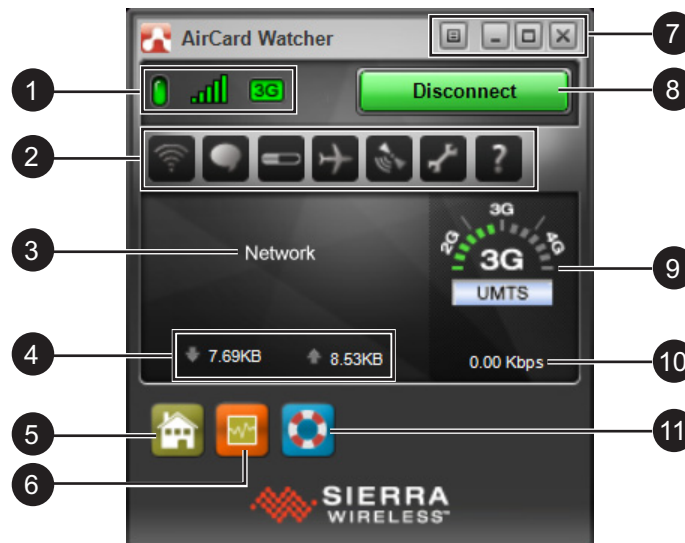 AirCard Watcher
7
1
3G
Disconnect
8
2
?
3
Network
2G
3G
4G
3G
9
UMTS
4
7.69KB
8.53KB
0.00 Kbps
10
5
11
6
SIERRA
WIRELESS™